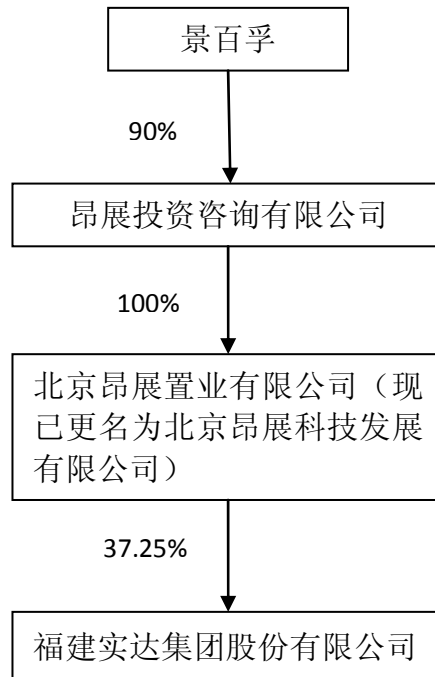 景百孚
90%
昂展投资咨询有限公司
100%
北京昂展置业有限公司（现
已更名为北京昂展科技发展
有限公司）
37.25%
福建实达集团股份有限公司